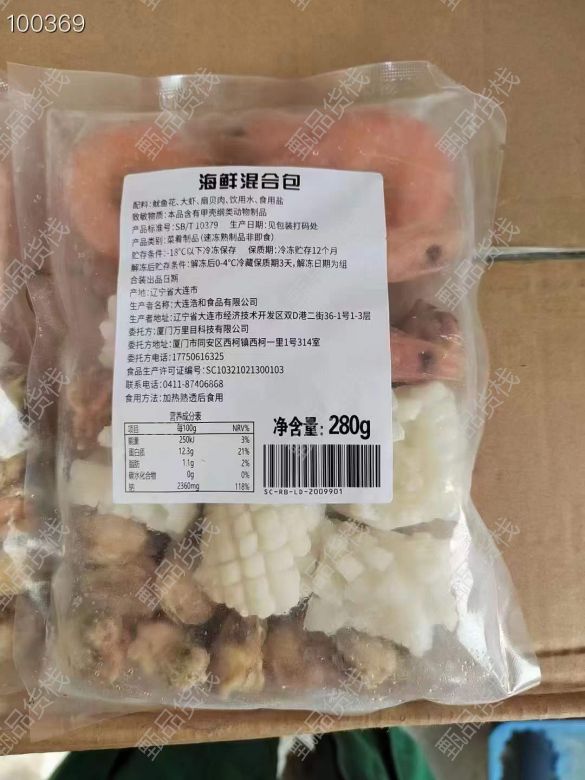 100369
甄品货栈
海鲜混合包
配料: 鱿鱼花、大虾、扇贝肉、饮用水、食用盐
致敏物质: 本品含有甲壳纲类动物制品
产品标准号: SB/T 10379 生产日期: 见包装打码处
产品类别: 菜肴制品 (速冻熟制品非即食)
贮存条件: -18℃以下冷冻保存 保质期: 冷冻贮存12个月
解冻后贮存条件: 解冻后0-4℃冷藏保质期3天, 解冻日期为组
合装出品日期
产地: 辽宁省大连市
生产者名称: 大连浩和食品有限公司
生产者地址: 辽宁省大连市经济技术开发区双D港二街36-1号1-3层
委托方: 厦门万里目科技有限公司
委托方地址: 厦门市同安区西柯镇西柯一里1号314室
委托方电话: 17750616325
食品生产许可证编号: SC10321021300103
联系电话: 0411-87406868
食用方法: 加热熟透后食用
营养成分表
项目 每100g NRV%
能量 250kJ 3%
蛋白质 12.3g 21%
脂肪 1.1g 2%
碳水化合物 0g 0%
钠 2360mg 118%
净含量: 280g
SC-RB-LD-2009901